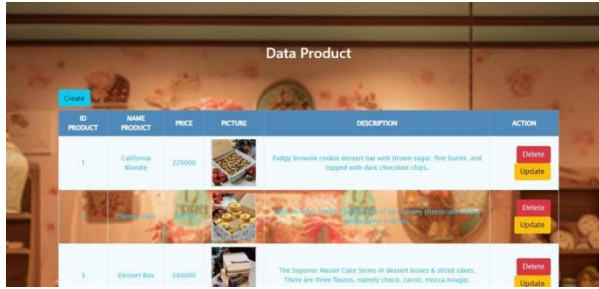 Data Product
Create
ID PRODUCT NAME PRODUCT PRICE PICTURE DESCRIPTION ACTION
1 California Blondie 220000 Fudgy brownie cookie dessert bar with brown sugar, fine butter, and
topped with dark chocolate chips.
Delete
Update
Cheese Cake
Delete
Update
3 Dessert Box 285000 The Superior Mason Cake Series in dessert boxes & sliced cakes.
There are three flavors, namely choco, carrot, mocca Nougat.
Delete
Update